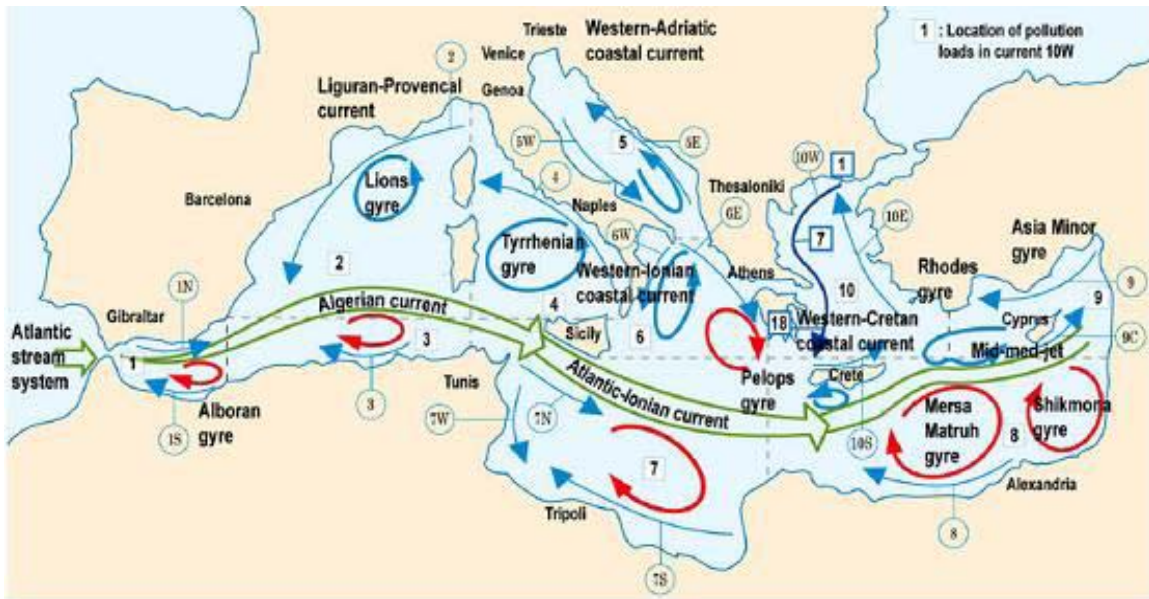 Trieste
Western-Adriatic
coastal current
Venice
Genoa
1 : Location of pollution
loads in current 10W
2
Liguran-Provencal
current
5W
5
5E
10W
1
Barcelona
Lions
gyre
4
Naples
Thesaloniki
6E
10E
6W
7
Asia Minor
gyre
Tyrrhenian
gyre
Western-Ionian
coastal current
Athens
Rhodes
gyre
2
10
9
9
1N
Gibraltar
Algerian current
4
Sicily
6
18
Western-Cretan
coastal current
Cyprus
9C
Mid-med-jet
Atlantic
stream
system
1
3
Tunis
Atlantic-Ionian current
Pelops
gyre
Crete
Alboran
gyre
1S
3
7W
7N
10S
Mersa
Matruh
gyre
8
Shikmona
gyre
7
Alexandria
Tripoli
7S
8